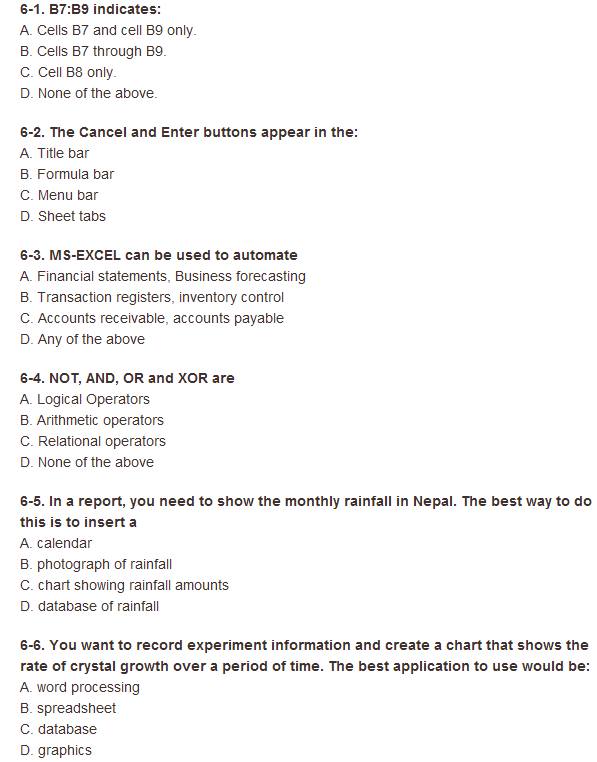 6-1. B7:B9 indicates:
A. Cells B7 and cell B9 only.
B. Cells B7 through B9.
C. Cell B8 only.
D. None of the above.
6-2. The Cancel and Enter buttons appear in the:
A. Title bar
B. Formula bar
C. Menu bar
D. Sheet tabs
6-3. MS-EXCEL can be used to automate
A. Financial statements, Business forecasting
B. Transaction registers, inventory control
C. Accounts receivable, accounts payable
D. Any of the above
6-4. NOT, AND, OR and XOR are
A. Logical Operators
B. Arithmetic operators
C. Relational operators
D. None of the above
6-5. In a report, you need to show the monthly rainfall in Nepal. The best way to do
this is to insert a
A. calendar
B. photograph of rainfall
C. chart showing rainfall amounts
D. database of rainfall
6-6. You want to record experiment information and create a chart that shows the
rate of crystal growth over a period of time. The best application to use would be:
A. word processing
B. spreadsheet
C. database
D. graphics